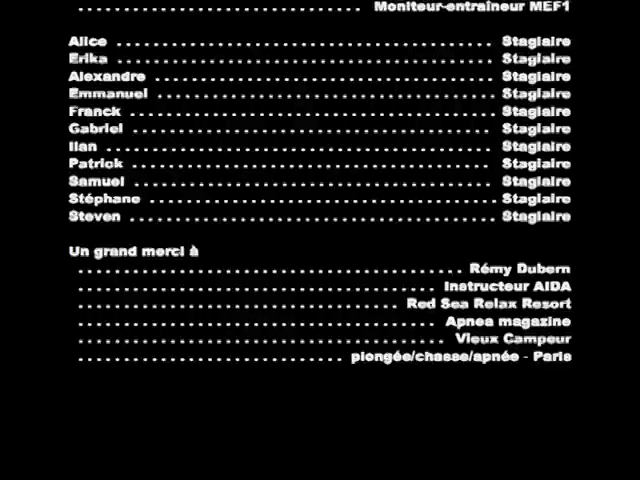 ........................................ Moniteur-entraîneur MEF1
Alice ........................................ Stagiaire
Erika ........................................ Stagiaire
Alexandre .................................... Stagiaire
Emmanuel .................................... Stagiaire
Franck ....................................... Stagiaire
Gabriel ...................................... Stagiaire
Ilan ......................................... Stagiaire
Patrick ...................................... Stagiaire
Samuel ...................................... Stagiaire
Stéphane .................................... Stagiaire
Steven ....................................... Stagiaire
Un grand merci à
.......................................... Rémy Dubern
....................................... Instructeur AIDA
................................... Red Sea Relax Resort
....................................... Apnea magazine
........................................ Vieux Campeur
............................. plongée/chasse/apnée - Paris